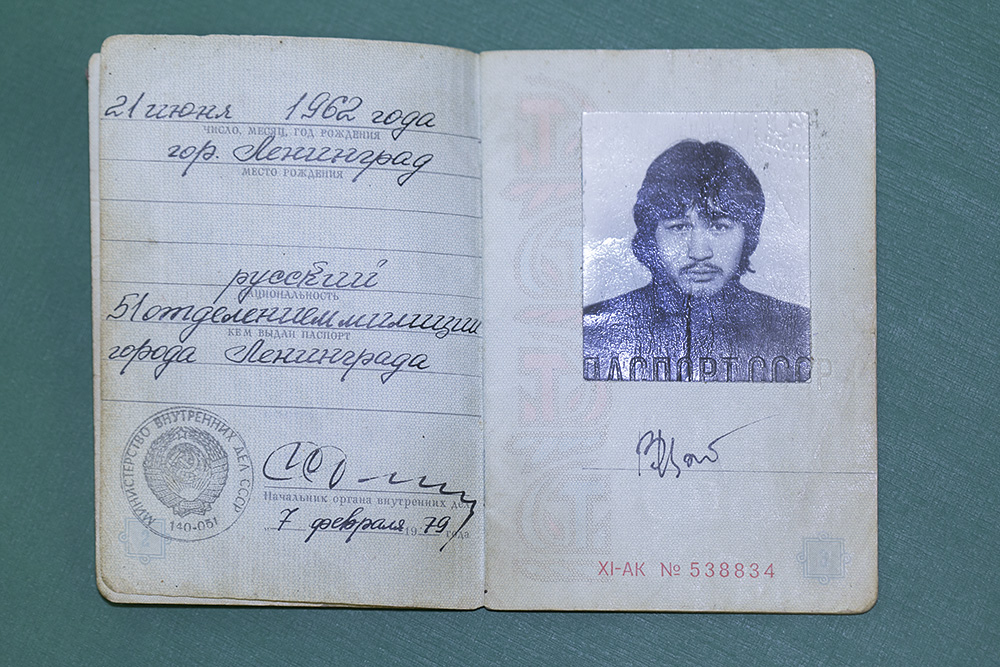 21 июня 1962 года
ЧИСЛО, МЕСЯЦ, ГОД РОЖДЕНИЯ
гор. Ленинград
МЕСТО РОЖДЕНИЯ
русский
НАЦИОНАЛЬНОСТЬ
51 отделением милиции
КЕМ ВЫДАН ПАСПОРТ
города Ленинграда
МИНИСТЕРСТВО ВНУТРЕННИХ ДЕЛ СССР
140-051
Начальник органа внутренних дел
"7" февраля 1979 года
2
ПАСПОРТ СССР
XI-АК № 538834
3